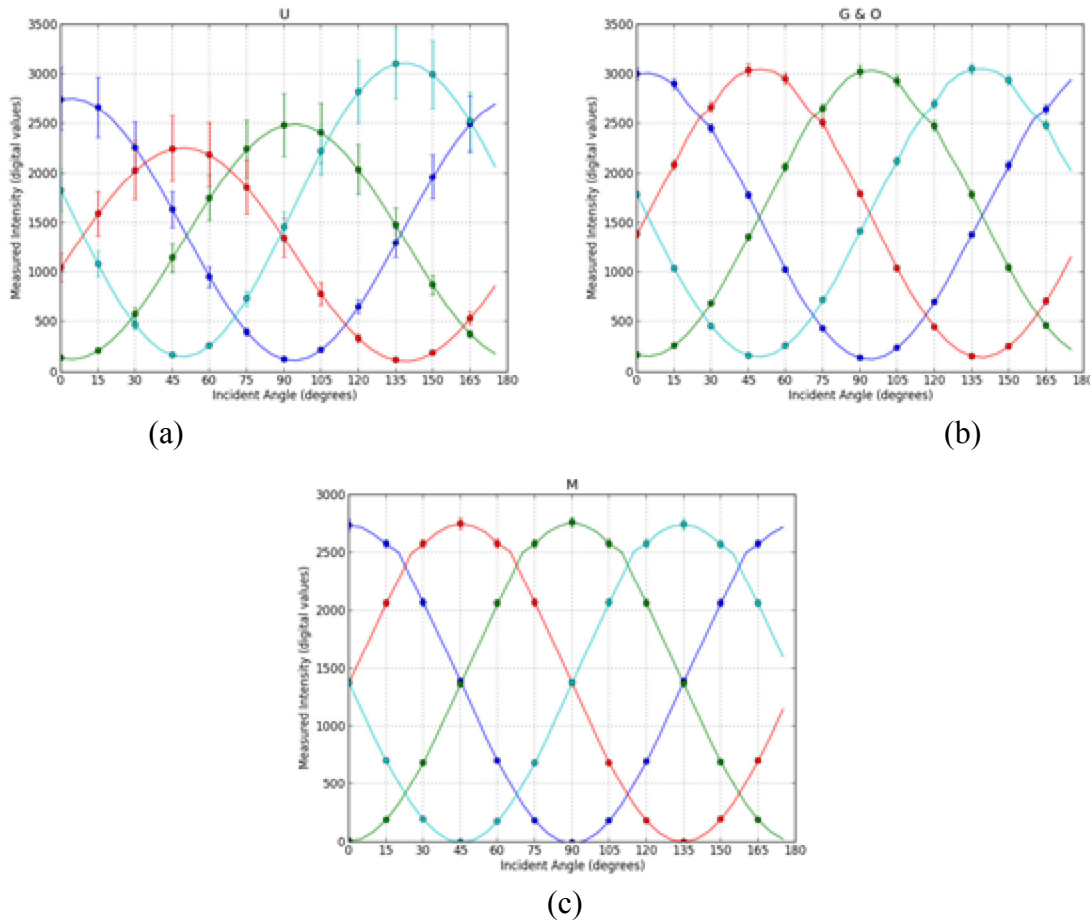 U
3500
3000
2500
2000
1500
1000
500
0
Measured Intensity (digital values)
0 15 30 45 60 75 90 105 120 135 150 165 180
Incident Angle (degrees)
(a)
G & O
3500
3000
2500
2000
1500
1000
500
0
Measured Intensity (digital values)
0 15 30 45 60 75 90 105 120 135 150 165 180
Incident Angle (degrees)
(b)
M
3000
2500
2000
1500
1000
500
0
Measured Intensity (digital values)
0 15 30 45 60 75 90 105 120 135 150 165 180
Incident Angle (degrees)
(c)